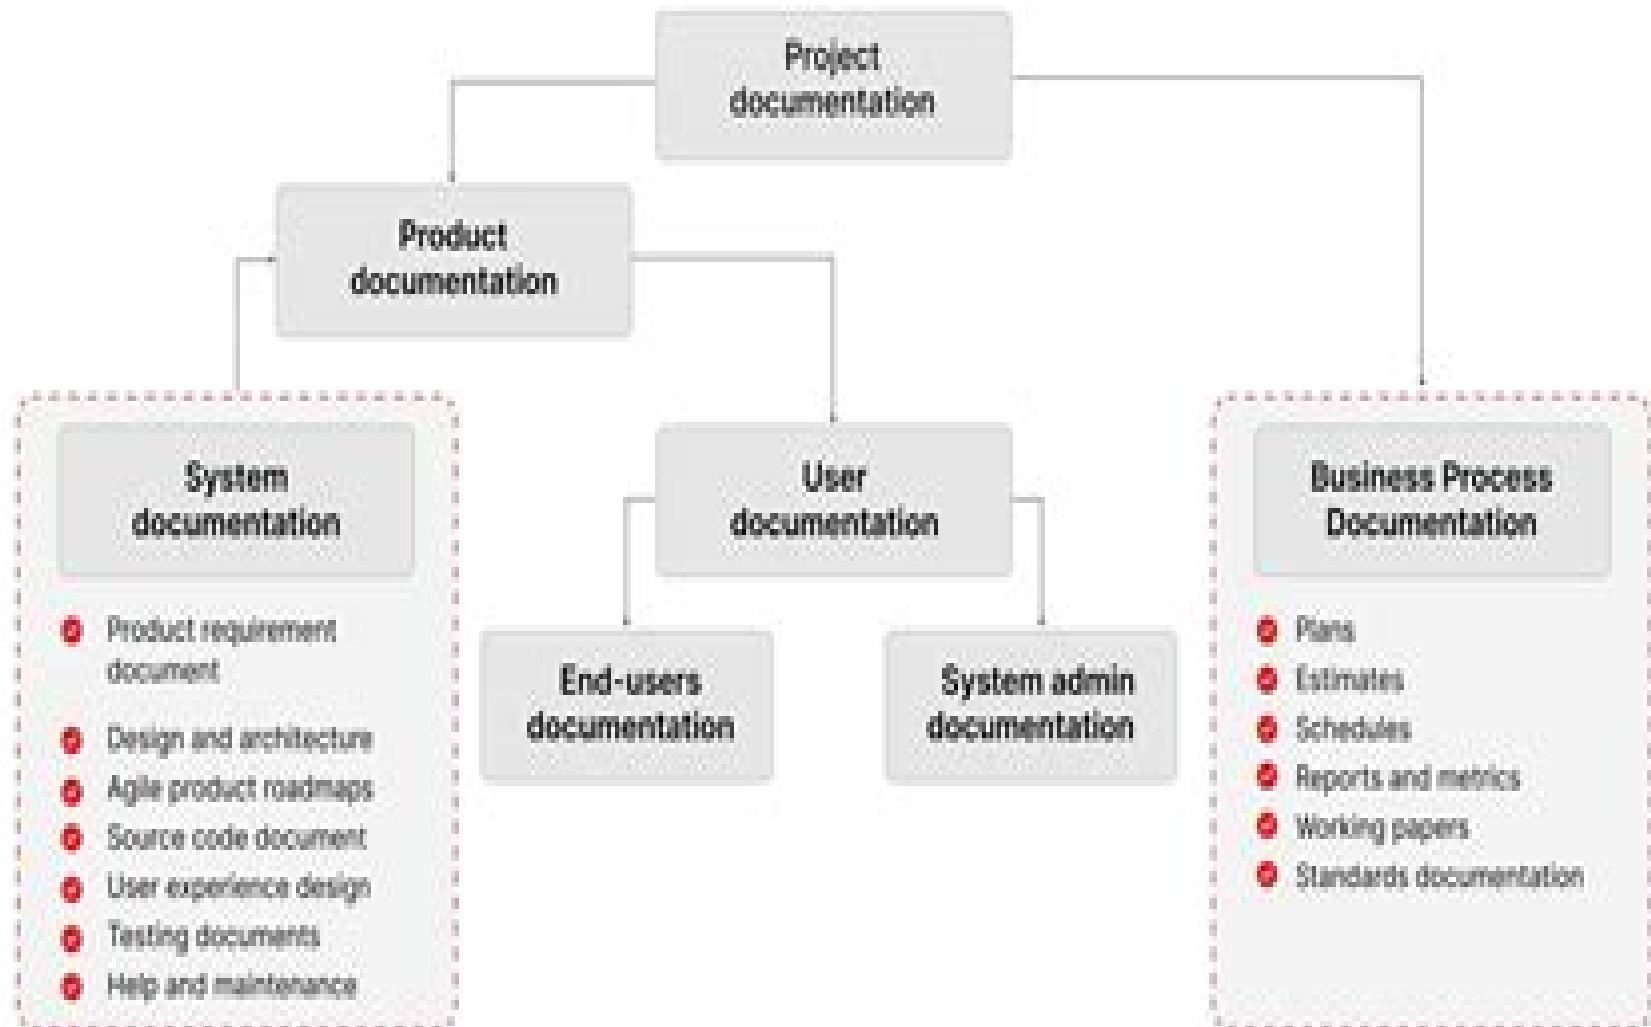 Project
documentation
Product
documentation
System
documentation
Product requirement
document
Design and architecture
Agile product roadmaps
Source code document
User experience design
Testing documents
Help and maintenance
User
documentation
End-users
documentation
System admin
documentation
Business Process
Documentation
Plans
Estimates
Schedules
Reports and metrics
Working papers
Standards documentation